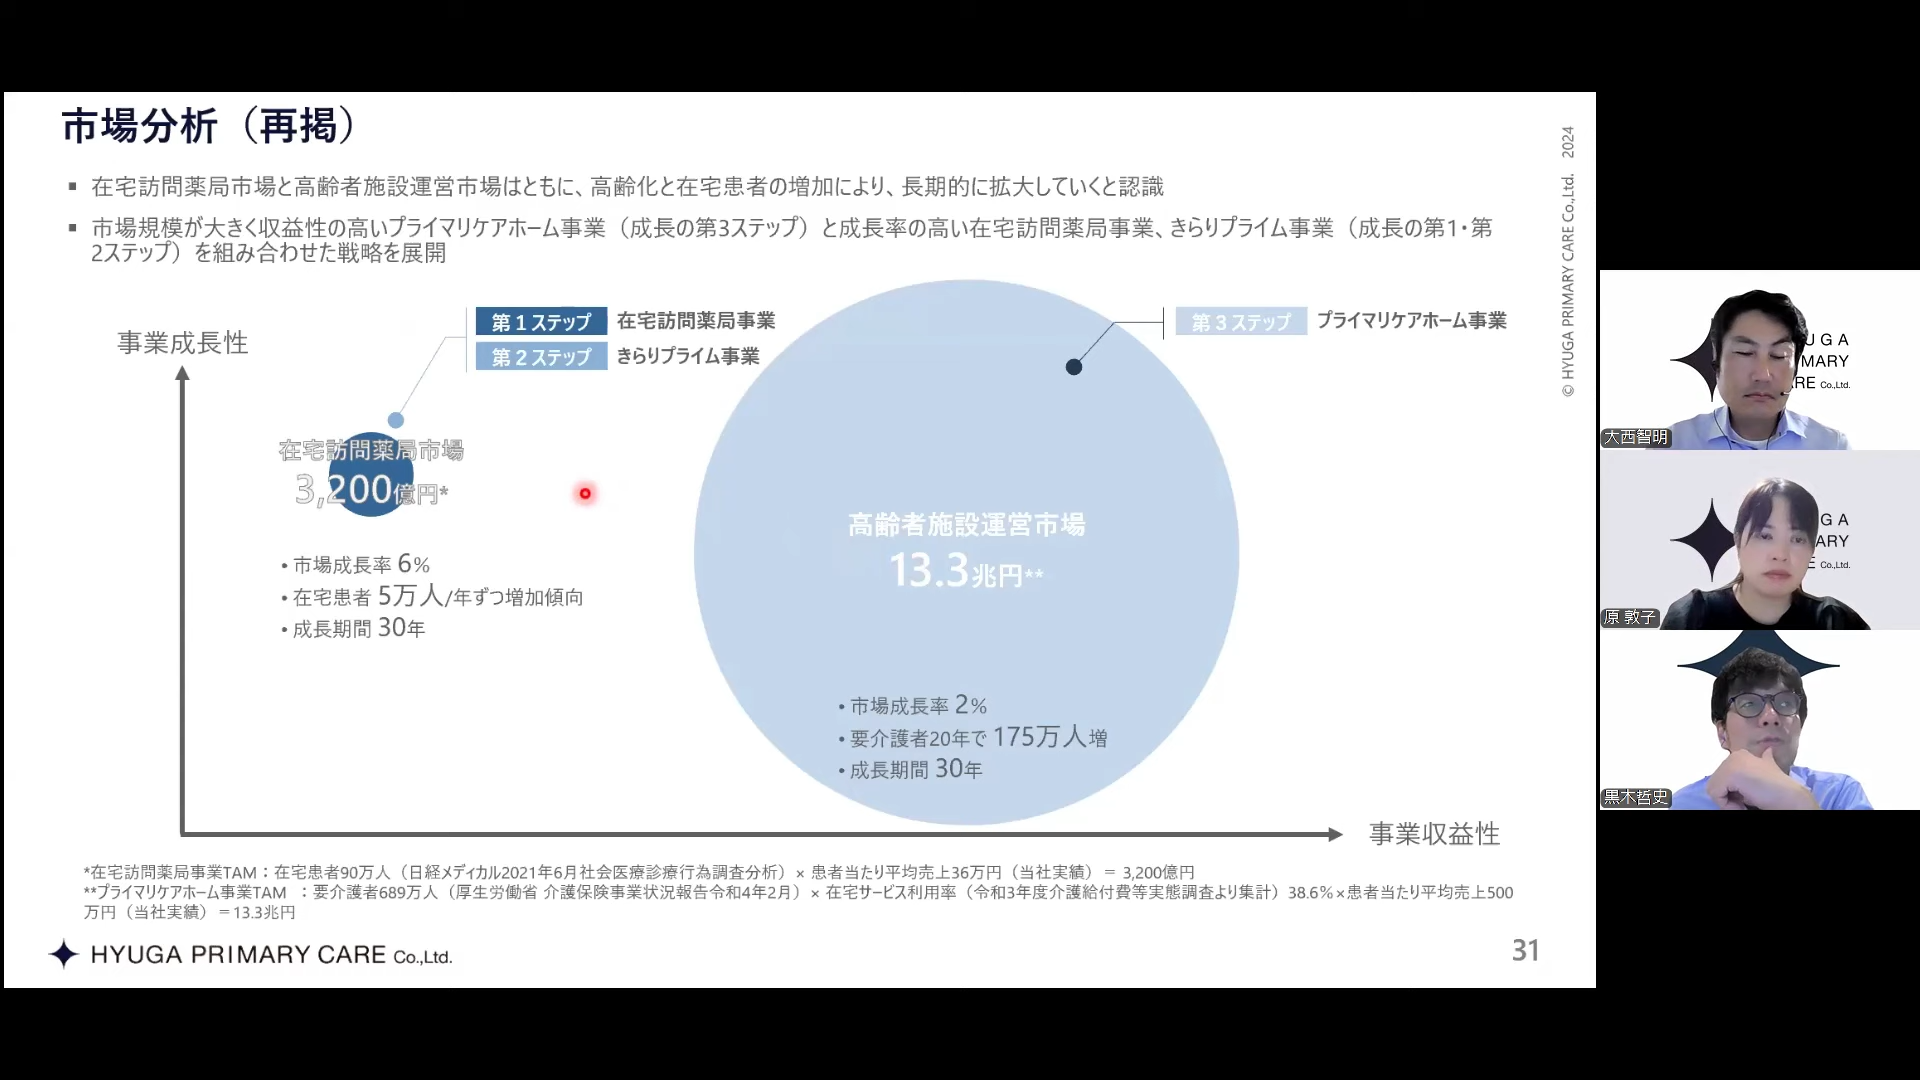 市場分析（再掲）
▪ 在宅訪問薬局市場と高齢者施設運営市場はともに、高齢化と在宅患者の増加により、長期的に拡大していくと認識
▪ 市場規模が大きく収益性の高いプライマリケアホーム事業（成長の第3ステップ）と成長率の高い在宅訪問薬局事業、きらりプライム事業（成長の第1・第
2ステップ）を組み合わせた戦略を展開
© HYUGA PRIMARY CARE Co,.Ltd. 2024
事業成長性
第1ステップ 在宅訪問薬局事業
第2ステップ きらりプライム事業
第3ステップ プライマリケアホーム事業
在宅訪問薬局市場
3,200億円*
• 市場成長率 6%
• 在宅患者 5万人/年ずつ増加傾向
• 成長期間 30年
高齢者施設運営市場
13.3兆円**
• 市場成長率 2%
• 要介護者20年で 175万人増
• 成長期間 30年
事業収益性
*在宅訪問薬局事業TAM：在宅患者90万人（日経メディカル2021年6月社会医療診療行為調査分析）× 患者当たり平均売上36万円（当社実績）＝ 3,200億円
**プライマリケアホーム事業TAM ：要介護者689万人（厚生労働省 介護保険事業状況報告令和4年2月）× 在宅サービス利用率（令和3年度介護給付費等実態調査より集計）38.6%×患者当たり平均売上500
万円（当社実績）＝13.3兆円
HYUGA PRIMARY CARE Co.,Ltd.
31
UGA
MARY
RE Co.,Ltd.
大西智明
GA
ARY
E Co.,Ltd.
原 敦子
黒木哲史